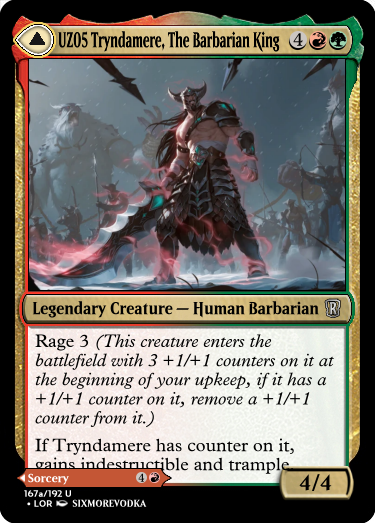 UZ05 Tryndamere, The Barbarian King 4
Legendary Creature — Human Barbarian R
Rage 3 (This creature enters the
battlefield with 3 +1/+1 counters on it at
the beginning of your upkeep, if it has a
+1/+1 counter on it, remove a +1/+1
counter from it.)
If Tryndamere has counter on it,
gains indestructible and trample
Sorcery 4
4/4
167a/192 U
• LOR SIXMOREVODKA